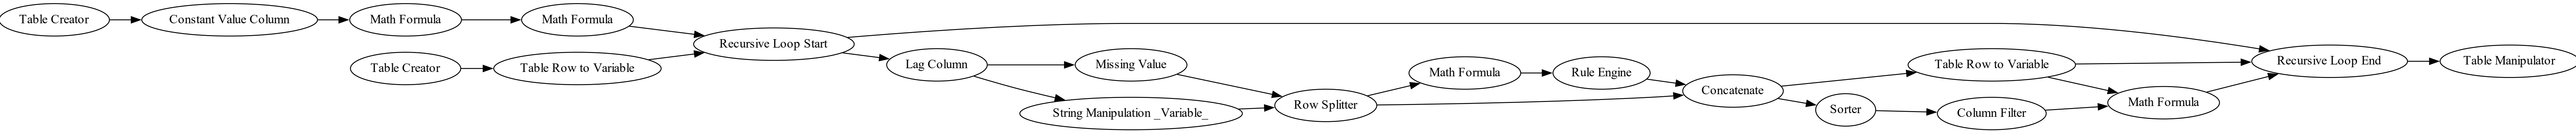 Table Creator
Constant Value Column
Math Formula
Math Formula
Table Creator
Table Row to Variable
Recursive Loop Start
Lag Column
Missing Value
String Manipulation _Variable_
Row Splitter
Math Formula
Rule Engine
Concatenate
Table Row to Variable
Sorter
Column Filter
Math Formula
Recursive Loop End
Table Manipulator